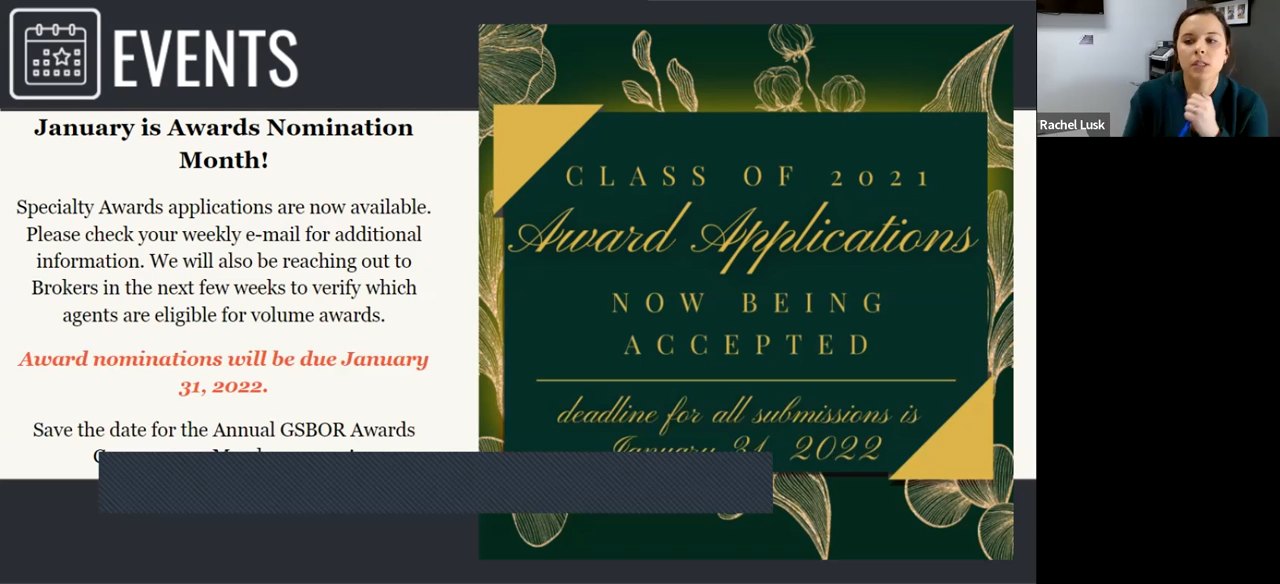 EVENTS
January is Awards Nomination
Month!
Specialty Awards applications are now available.
Please check your weekly e-mail for additional
information. We will also be reaching out to
Brokers in the next few weeks to verify which
agents are eligible for volume awards.
Award nominations will be due January
31, 2022.
Save the date for the Annual GSBOR Awards
CLASS OF 2021
Award Applications
NOW BEING
ACCEPTED
deadline for all submissions is
January 31, 2022
Rachel Lusk